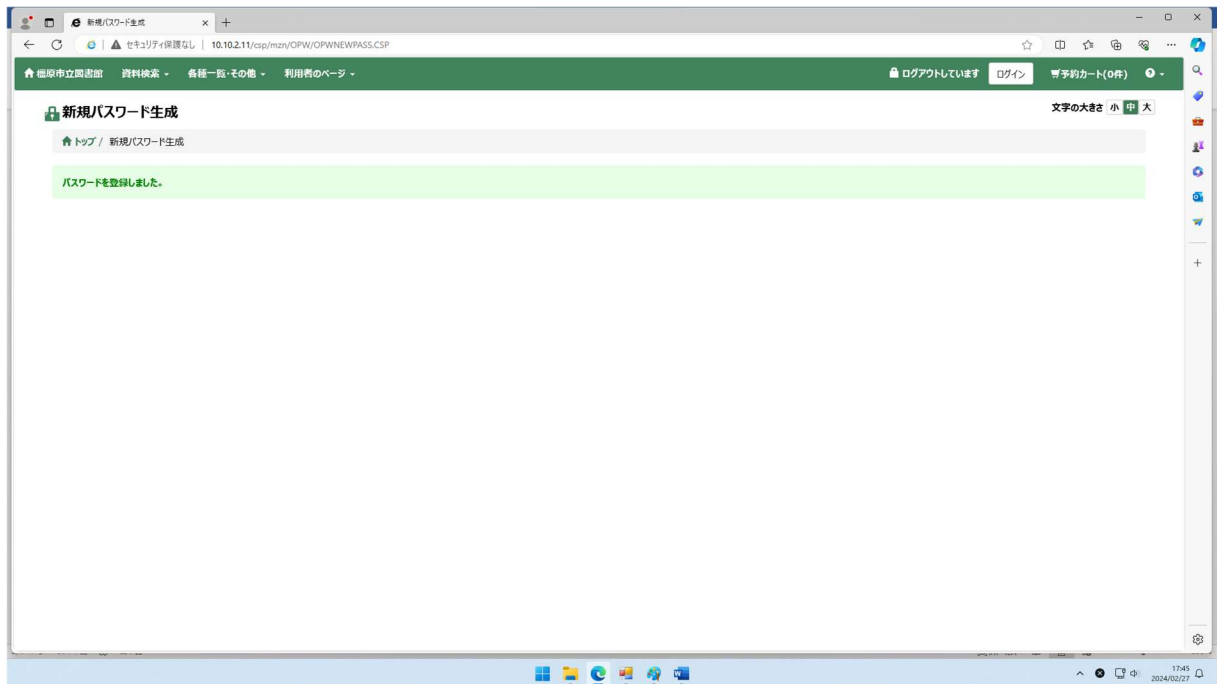 新規パスワード生成
セキュリティ保護なし | 10.10.2.11/csp/mzn/OPW/OPWNEWPASS.CSP
橿原市立図書館 資料検索 各種一覧・その他 利用者のページ ログアウトしています ログイン 予約カート(0件)
新規パスワード生成
文字の大きさ 小 中 大
トップ / 新規パスワード生成
パスワードを登録しました。
17:45
2024/02/27